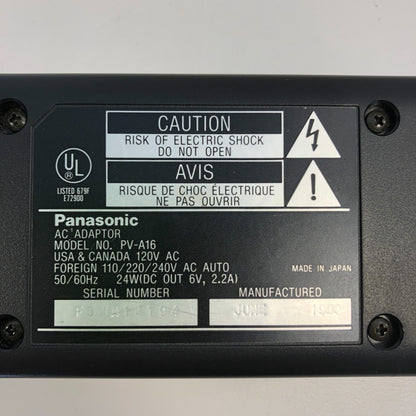 CAUTION
RISK OF ELECTRIC SHOCK
DO NOT OPEN
AVIS
RISQUE DE CHOC ÉLECTRIQUE
NE PAS OUVRIR
UL
LISTED 679F
E72900
Panasonic
AC ADAPTOR
MODEL NO. PV-A16
USA & CANADA 120V AC
FOREIGN 110/220/240V AC AUTO
50/60Hz 24W(DC OUT 6V, 2.2A)
MADE IN JAPAN
SERIAL NUMBER
MANUFACTURED
JUNE